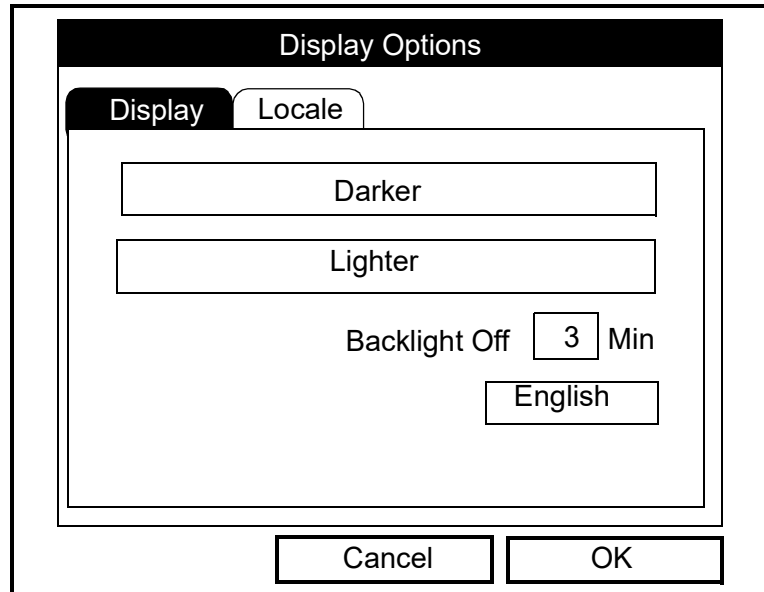 Display Options
Display Locale
Darker
Lighter
Backlight Off 3 Min
English
Cancel OK